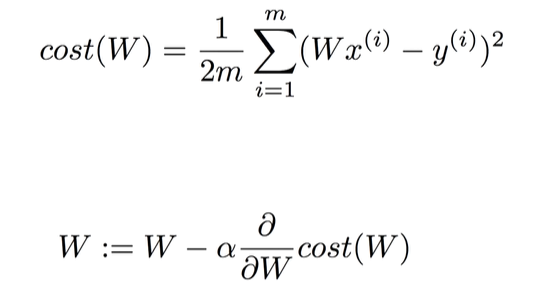 cost(W) = \frac{1}{2m} \sum_{i=1}^{m} (Wx^{(i)} - y^{(i)})^2
W := W - \alpha \frac{\partial}{\partial W} cost(W)